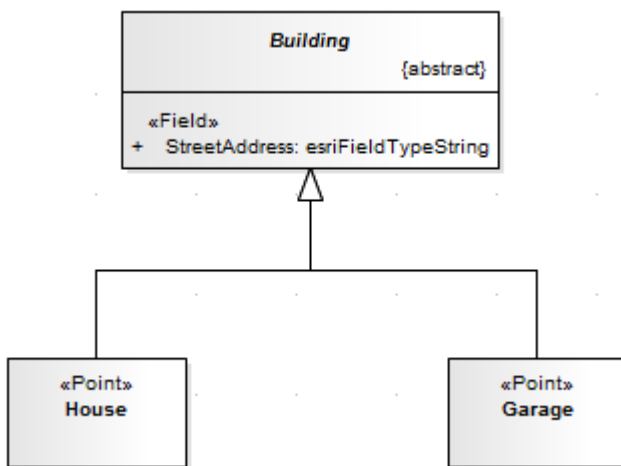 Building
{abstract}
«Field»
+ StreetAddress: esriFieldTypeString
«Point»
House
«Point»
Garage